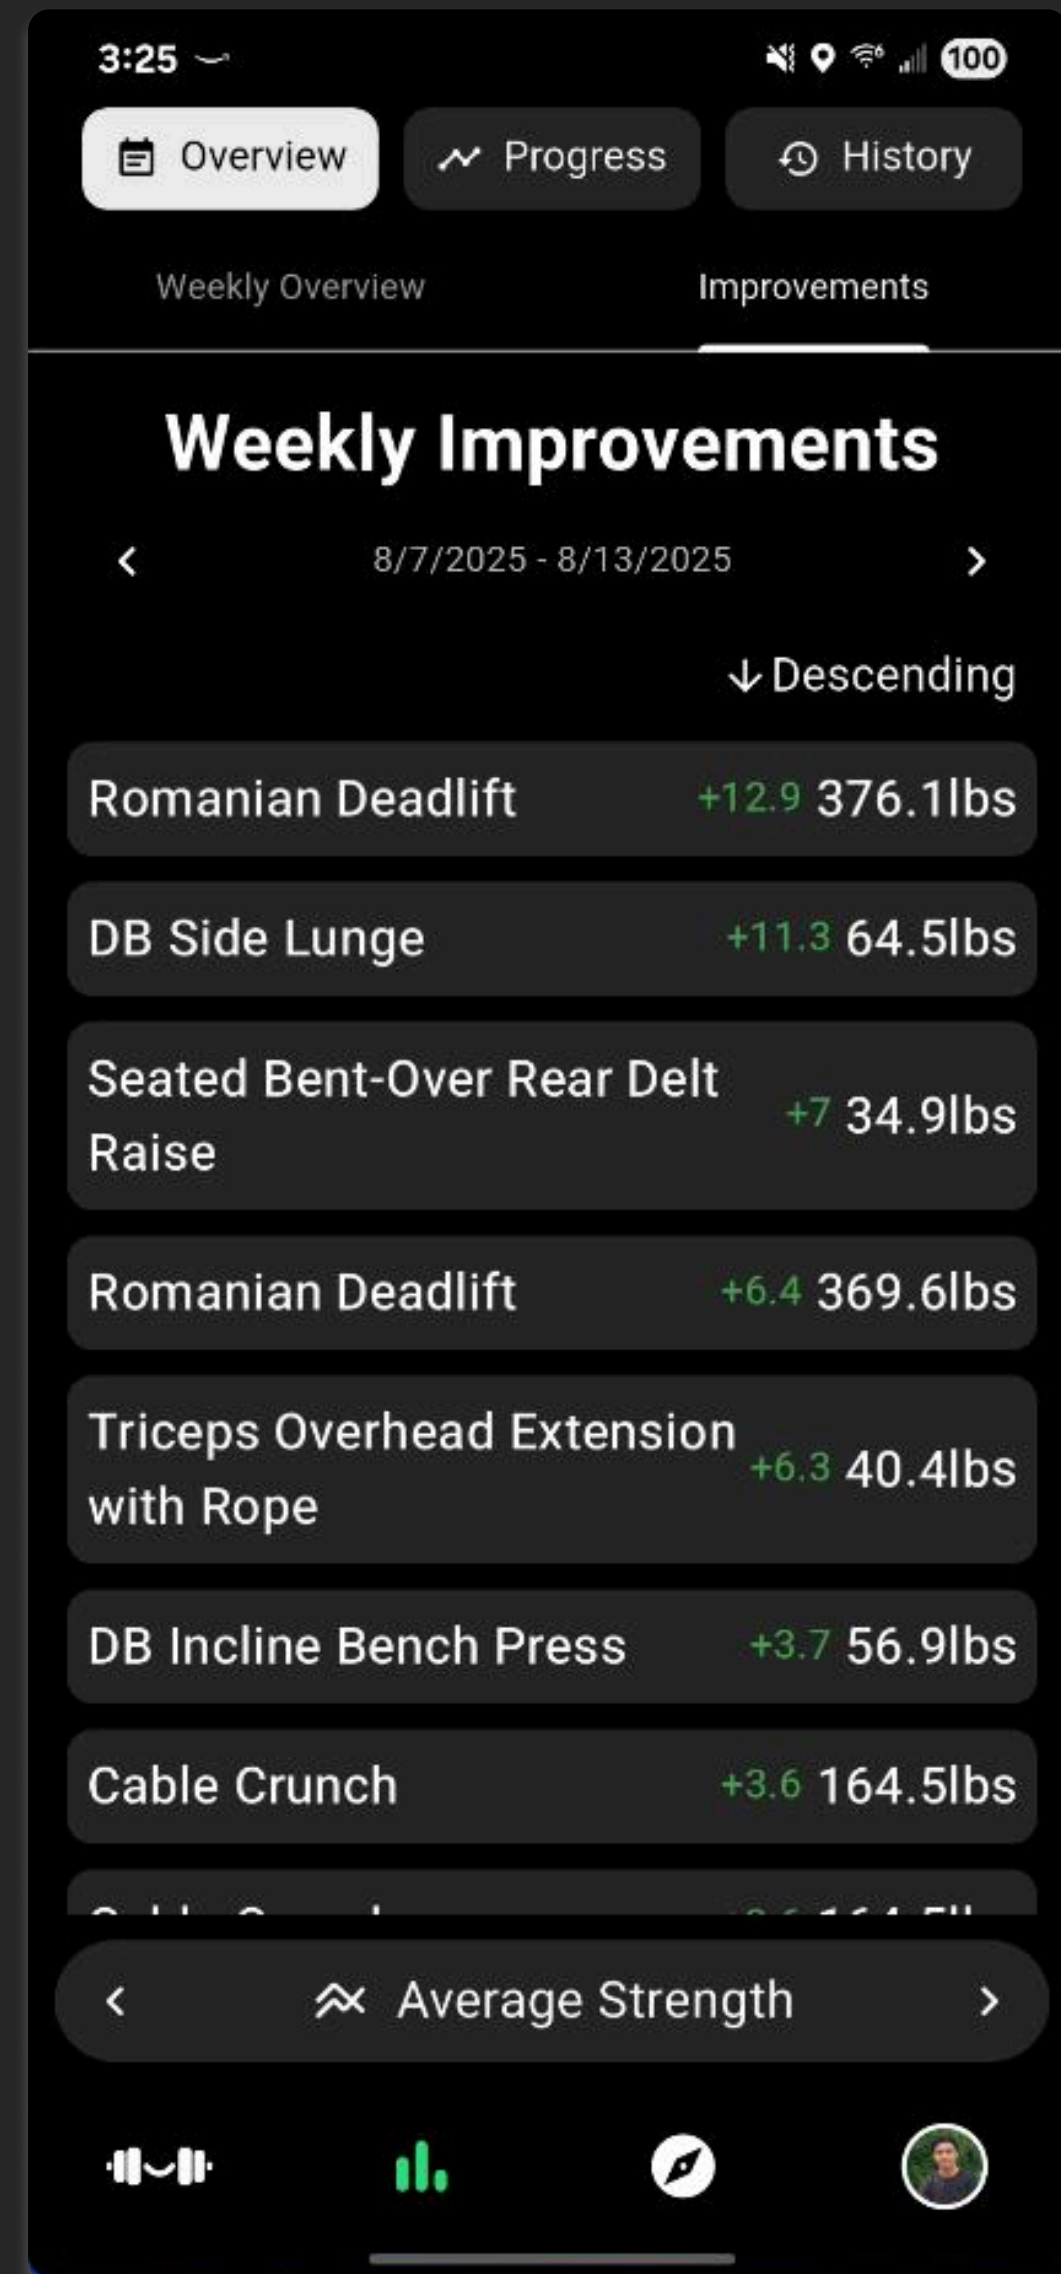 3:25
100
Overview
Progress
History
Weekly Overview
Improvements
Weekly Improvements
8/7/2025 - 8/13/2025
Descending
Romanian Deadlift +12.9 376.1lbs
DB Side Lunge +11.3 64.5lbs
Seated Bent-Over Rear Delt
Raise
+7 34.9lbs
Romanian Deadlift +6.4 369.6lbs
Triceps Overhead Extension
with Rope
+6.3 40.4lbs
DB Incline Bench Press +3.7 56.9lbs
Cable Crunch +3.6 164.5lbs
Average Strength